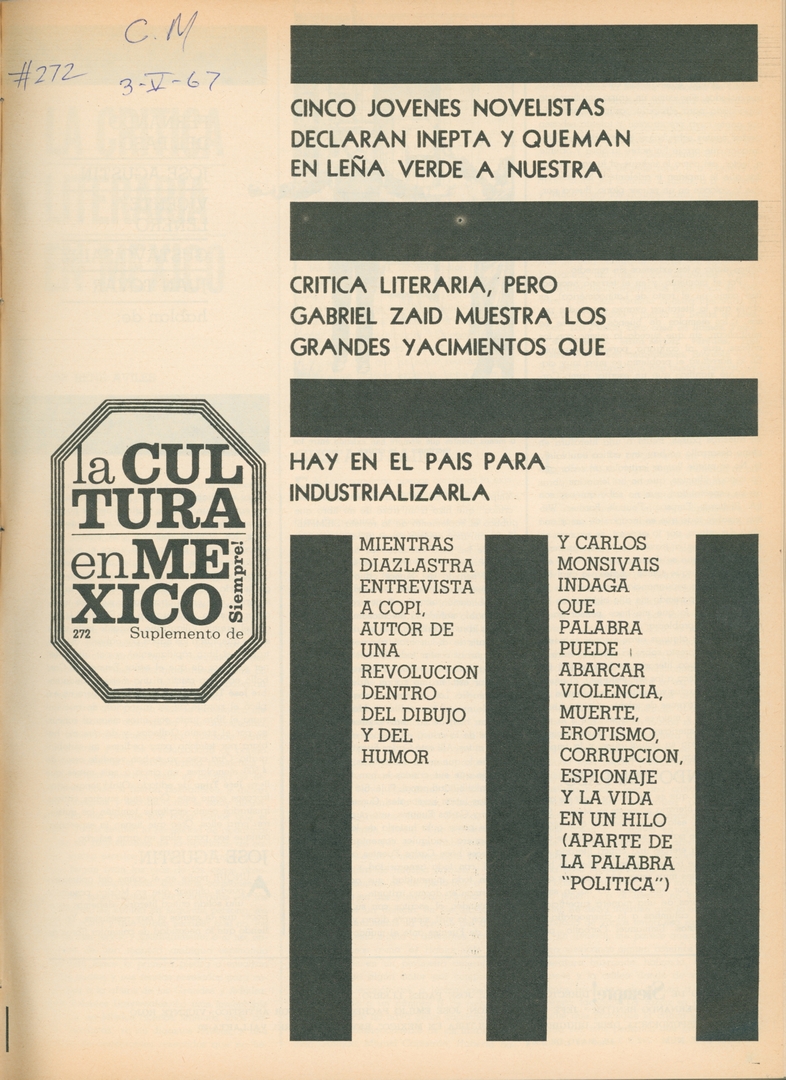 C.M
#272
3-V-67
CINCO JOVENES NOVELISTAS
DECLARAN INEPTA Y QUEMAN
EN LEÑA VERDE A NUESTRA
CRITICA LITERARIA, PERO
GABRIEL ZAID MUESTRA LOS
GRANDES YACIMIENTOS QUE
HAY EN EL PAIS PARA
INDUSTRIALIZARLA
la CUL
TURA
en ME
XICO
Siempre!
272 Suplemento de
MIENTRAS
DIAZLASTRA
ENTREVISTA
A COPI,
AUTOR DE
UNA
REVOLUCION
DENTRO
DEL DIBUJO
Y DEL
HUMOR
Y CARLOS
MONSIVAIS
INDAGA
QUE
PALABRA
PUEDE
ABARCAR
VIOLENCIA,
MUERTE,
EROTISMO,
CORRUPCION,
ESPIONAJE
Y LA VIDA
EN UN HILO
(APARTE DE
LA PALABRA
"POLITICA")